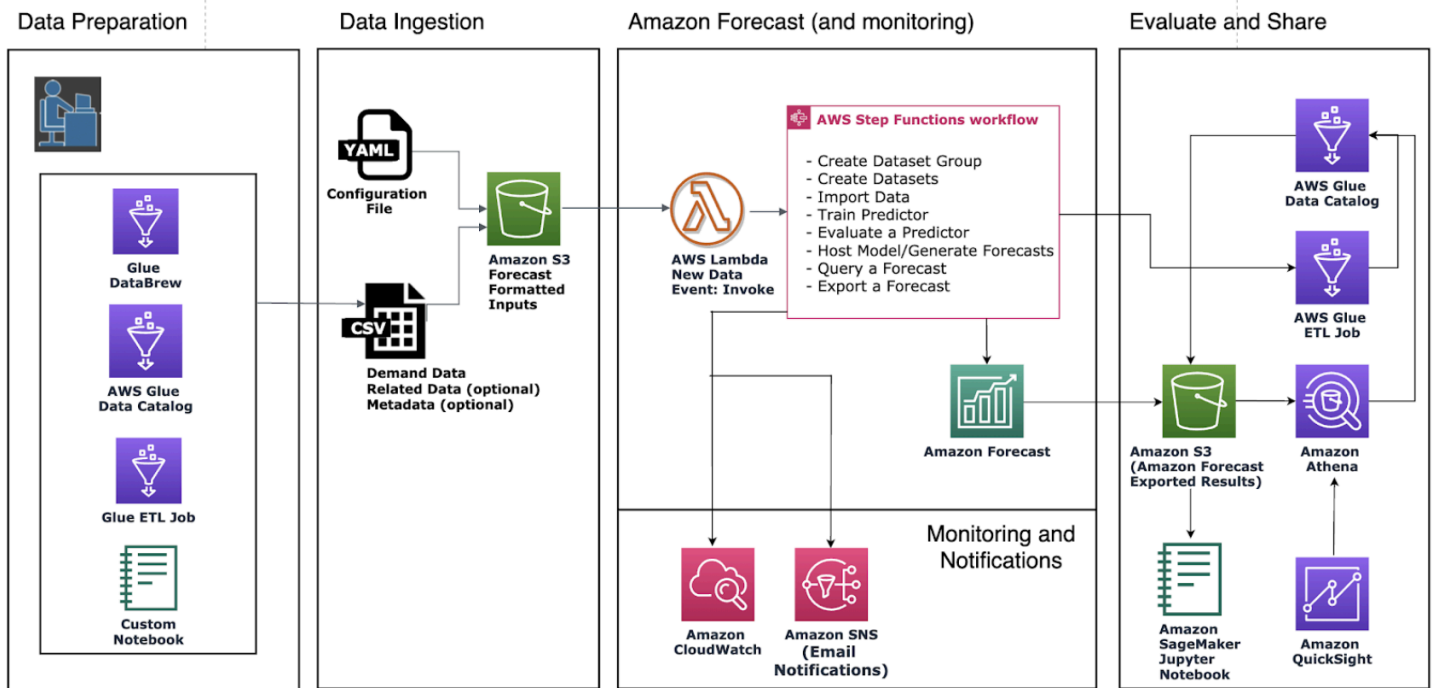 Data Preparation
Data Ingestion
Amazon Forecast (and monitoring)
Evaluate and Share
Glue
DataBrew
AWS Glue
Data Catalog
Glue ETL Job
Custom
Notebook
YAML
Configuration
File
Amazon S3
Forecast
Formatted
Inputs
CSV
Demand Data
Related Data (optional)
Metadata (optional)
AWS Lambda
New Data
Event: Invoke
AWS Step Functions workflow
- Create Dataset Group
- Create Datasets
- Import Data
- Train Predictor
- Evaluate a Predictor
- Host Model/Generate Forecasts
- Query a Forecast
- Export a Forecast
Amazon Forecast
Monitoring and
Notifications
Amazon
CloudWatch
Amazon SNS
(Email
Notifications)
AWS Glue
Data Catalog
AWS Glue
ETL Job
Amazon S3
(Amazon Forecast
Exported Results)
Amazon
Athena
Amazon
SageMaker
Jupyter
Notebook
Amazon
QuickSight